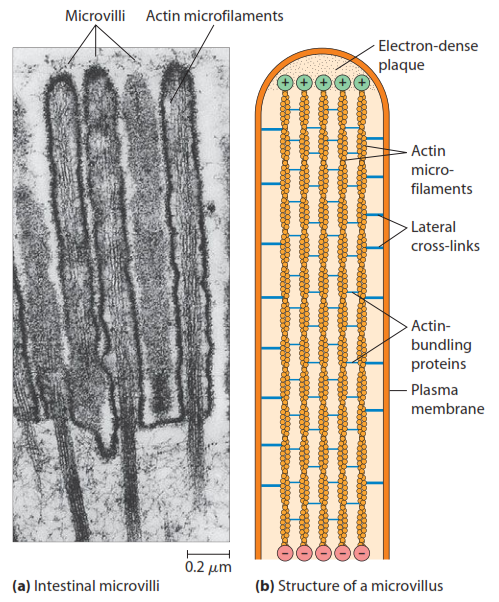 Microvilli
Actin microfilaments
0.2 μm
(a) Intestinal microvilli
Electron-dense
plaque
+ + + + +
Actin
micro-
filaments
Lateral
cross-links
Actin-
bundling
proteins
Plasma
membrane
– – – – –
(b) Structure of a microvillus